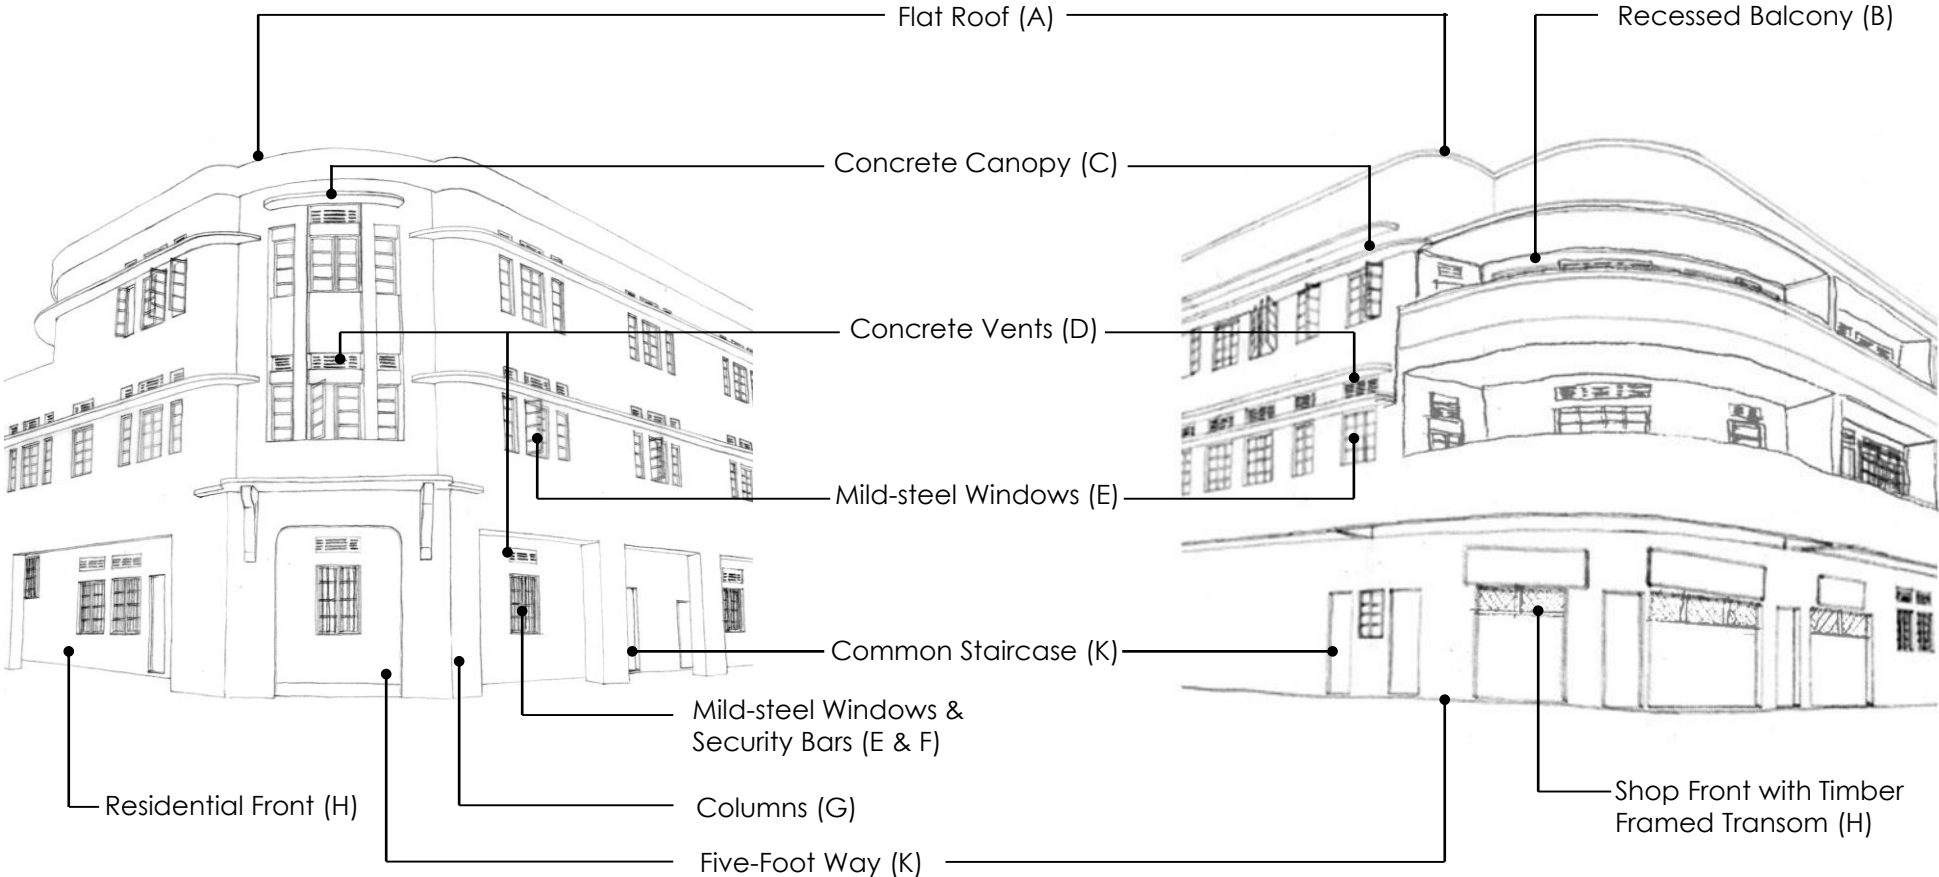 Flat Roof (A)
Recessed Balcony (B)
Concrete Canopy (C)
Concrete Vents (D)
Mild-steel Windows (E)
Common Staircase (K)
Mild-steel Windows &
Security Bars (E & F)
Residential Front (H)
Columns (G)
Shop Front with Timber
Framed Transom (H)
Five-Foot Way (K)